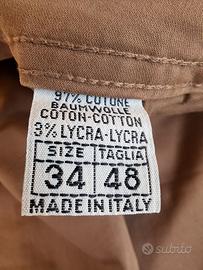 97% COTONE
BAUMWOLLE
COTON-COTTON
3% LYCRA-LYCRA
SIZE TAGLIA
34 48
MADE IN ITALY
subito